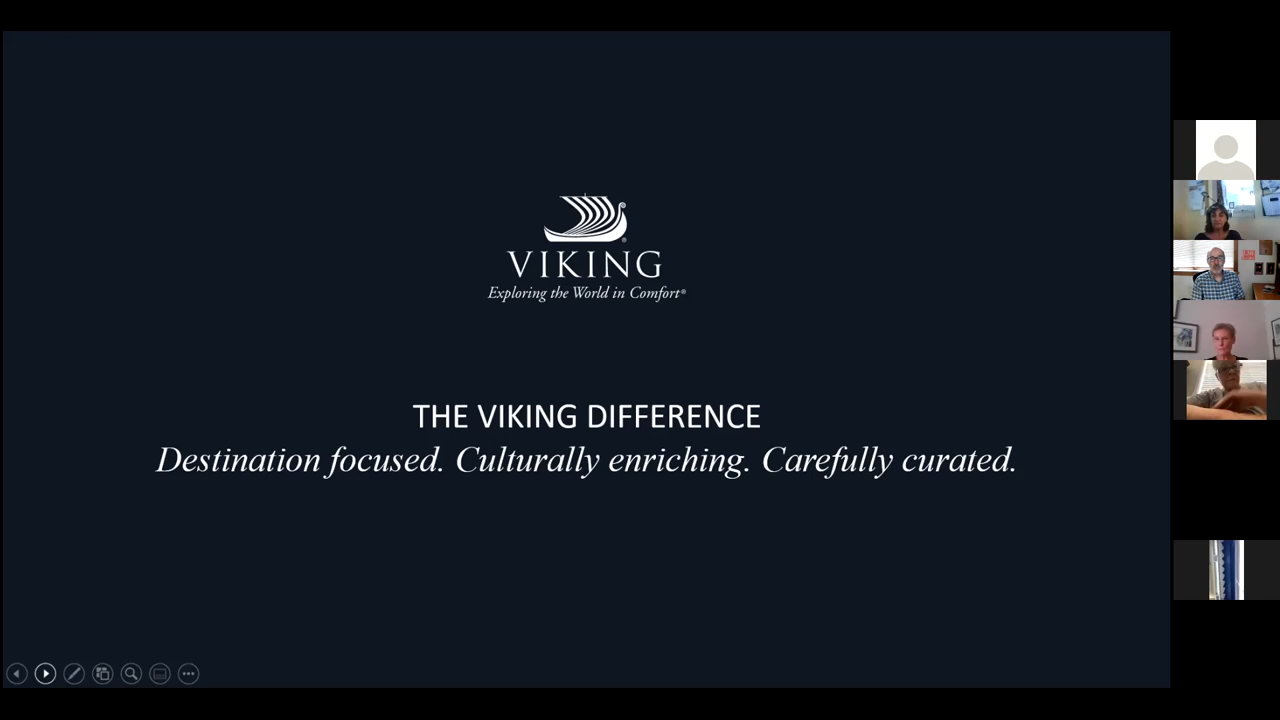 VIKING
Exploring the World in Comfort®
THE VIKING DIFFERENCE
Destination focused. Culturally enriching. Carefully curated.